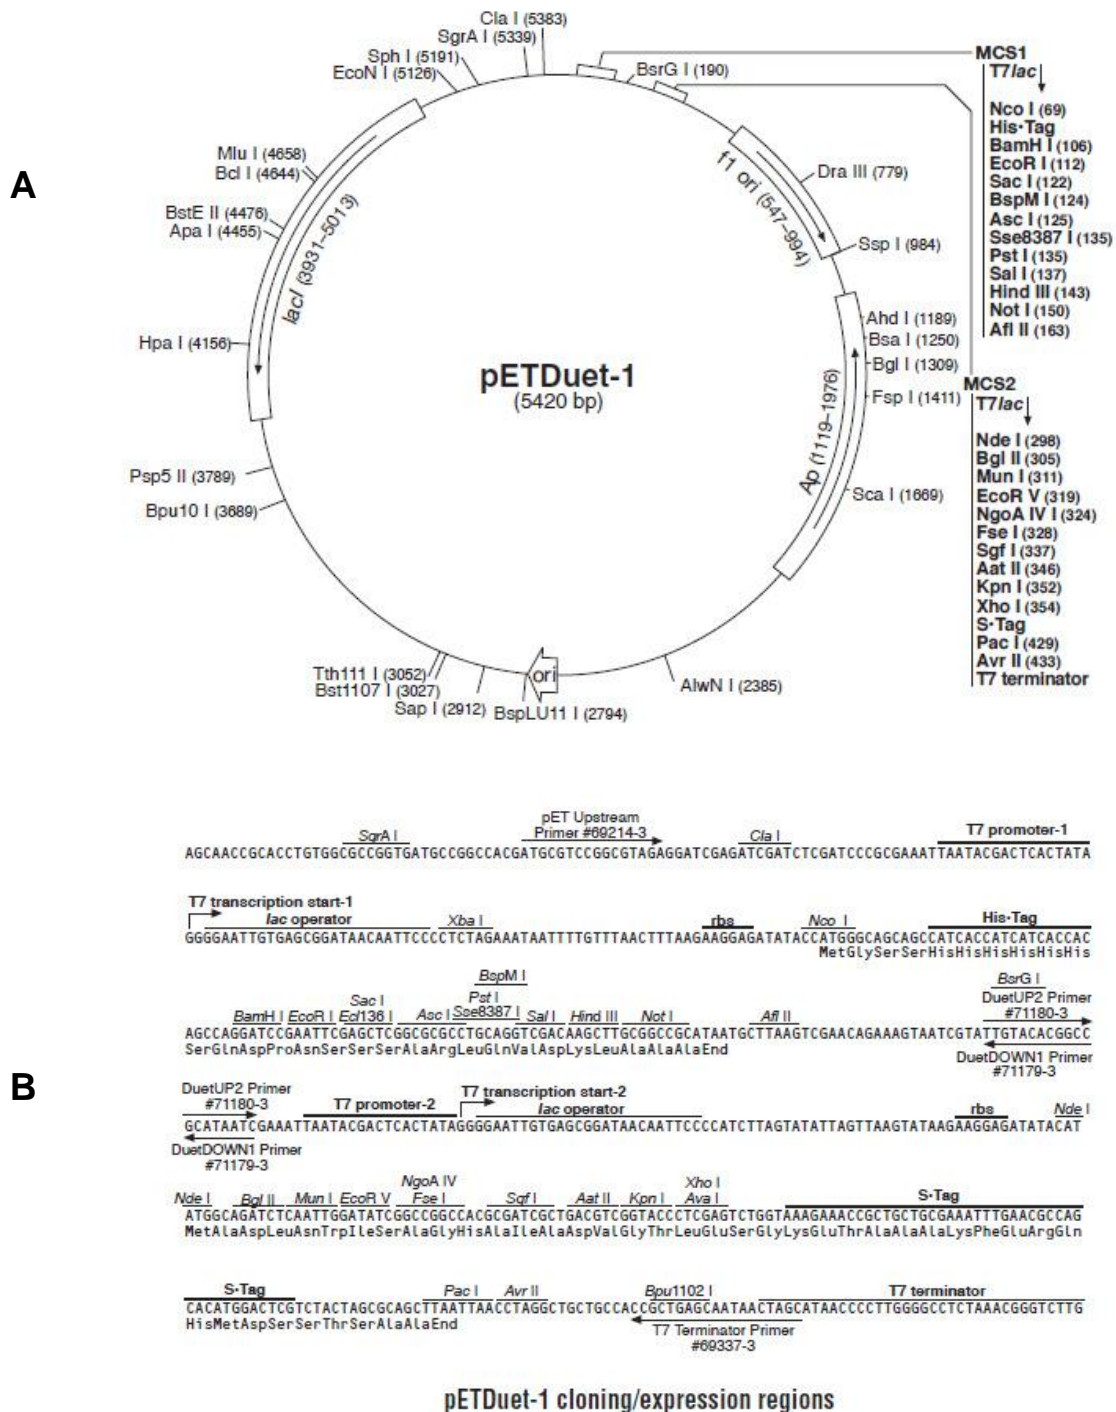 A
Cla I (5383)
SgrA I (5339)
Sph I (5191)
EcoN I (5126)
BsrG I (190)
Mlu I (4658)
Bcl I (4644)
BstE II (4476)
Apa I (4455)
lacI (3931–5013)
Hpa I (4156)
Psp5 II (3789)
Bpu10 I (3689)
Tth111 I (3052)
Bst1107 I (3027)
Sap I (2912)
BspLU11 I (2794)
ori
AlwN I (2385)
f1 ori (547–994)
Dra III (779)
Ssp I (984)
Ahd I (1189)
Bsa I (1250)
Bgl I (1309)
Fsp I (1411)
Ap (1119–1976)
Sca I (1669)
pETDuet-1
(5420 bp)
MCS1
T7lac
Nco I (69)
His•Tag
BamH I (106)
EcoR I (112)
Sac I (122)
BspM I (124)
Asc I (125)
Sse8387 I (135)
Pst I (135)
Sal I (137)
Hind III (143)
Not I (150)
Afl II (163)
MCS2
T7lac
Nde I (298)
Bgl II (305)
Mun I (311)
EcoR V (319)
NgoA IV I (324)
Fse I (328)
Sgf I (337)
Aat II (346)
Kpn I (352)
Xho I (354)
S•Tag
Pac I (429)
Avr II (433)
T7 terminator
B
pET Upstream
SgrA I Primer #69214-3 Cla I T7 promoter-1
AGCAACCGCACCTGTGGCGCCGGTGATGCCGGCCACGATGCGTCCGGCGTAGAGGATCGAGATCGATCTCGATCCCGCGAAATTAATACGACTCACTATA
T7 transcription start-1
lac operator Xba I rbs Nco I His•Tag
GGGGAATTGTGAGCGGATAACAATTCCCCTCTAGAAATAATTTTGTTTAACTTTAAGAAGGAGATATACCATGGGCAGCAGCCATCACCATCATCACCAC
MetGlySerSerHisHisHisHisHisHis
BspM I BsrG I
Sac I Pst I DuetUP2 Primer
BamH I EcoR I Ecl136 I Asc I Sse8387 I Sal I Hind III Not I Afl II #71180-3
AGCCAGGATCCGAATTCGAGCTCGGCGCGCCTGCAGGTCGACAAGCTTGCGGCCGCATAATGCTTAAGTCGAACAGAAAGTAATCGTATTGTACACGGCC
SerGlnAspProAsnSerSerSerAlaArgLeuGlnValAspLysLeuAlaAlaAlaEnd
DuetDOWN1 Primer
#71179-3
DuetUP2 Primer
#71180-3 T7 promoter-2 T7 transcription start-2
lac operator rbs Nde I
GCATAATCGAAATTAATACGACTCACTATAGGGGAATTGTGAGCGGATAACAATTCCCCATCTTAGTATATTAGTTAAGTATAAGAAGGAGATATACAT
DuetDOWN1 Primer
#71179-3
NgoA IV Xho I
Nde I Bgl II Mun I EcoR V Fse I Sgf I Aat II Kpn I Ava I S•Tag
ATGGCAGATCTCAATTGGATATCGGCCGGCCACGCGATCGCTGACGTCGGTACCCTCGAGTCTGGTAAAGAAACCGCTGCTGCGAAATTTGAACGCCAG
MetAlaAspLeuAsnTrpIleSerAlaGlyHisAlaIleAlaAspValGlyThrLeuGluSerGlyLysGluThrAlaAlaAlaLysPheGluArgGln
S•Tag Pac I Avr II Bpu1102 I T7 terminator
CACATGGACTCGTCTACTAGCGCAGCTTAATTAACCTAGGCTGCTGCCACCGCTGAGCAATAACTAGCATAACCCCTTGGGGCCTCTAAACGGGTCTTG
HisMetAspSerSerThrSerAlaAlaEnd
T7 Terminator Primer
#69337-3
pETDuet-1 cloning/expression regions